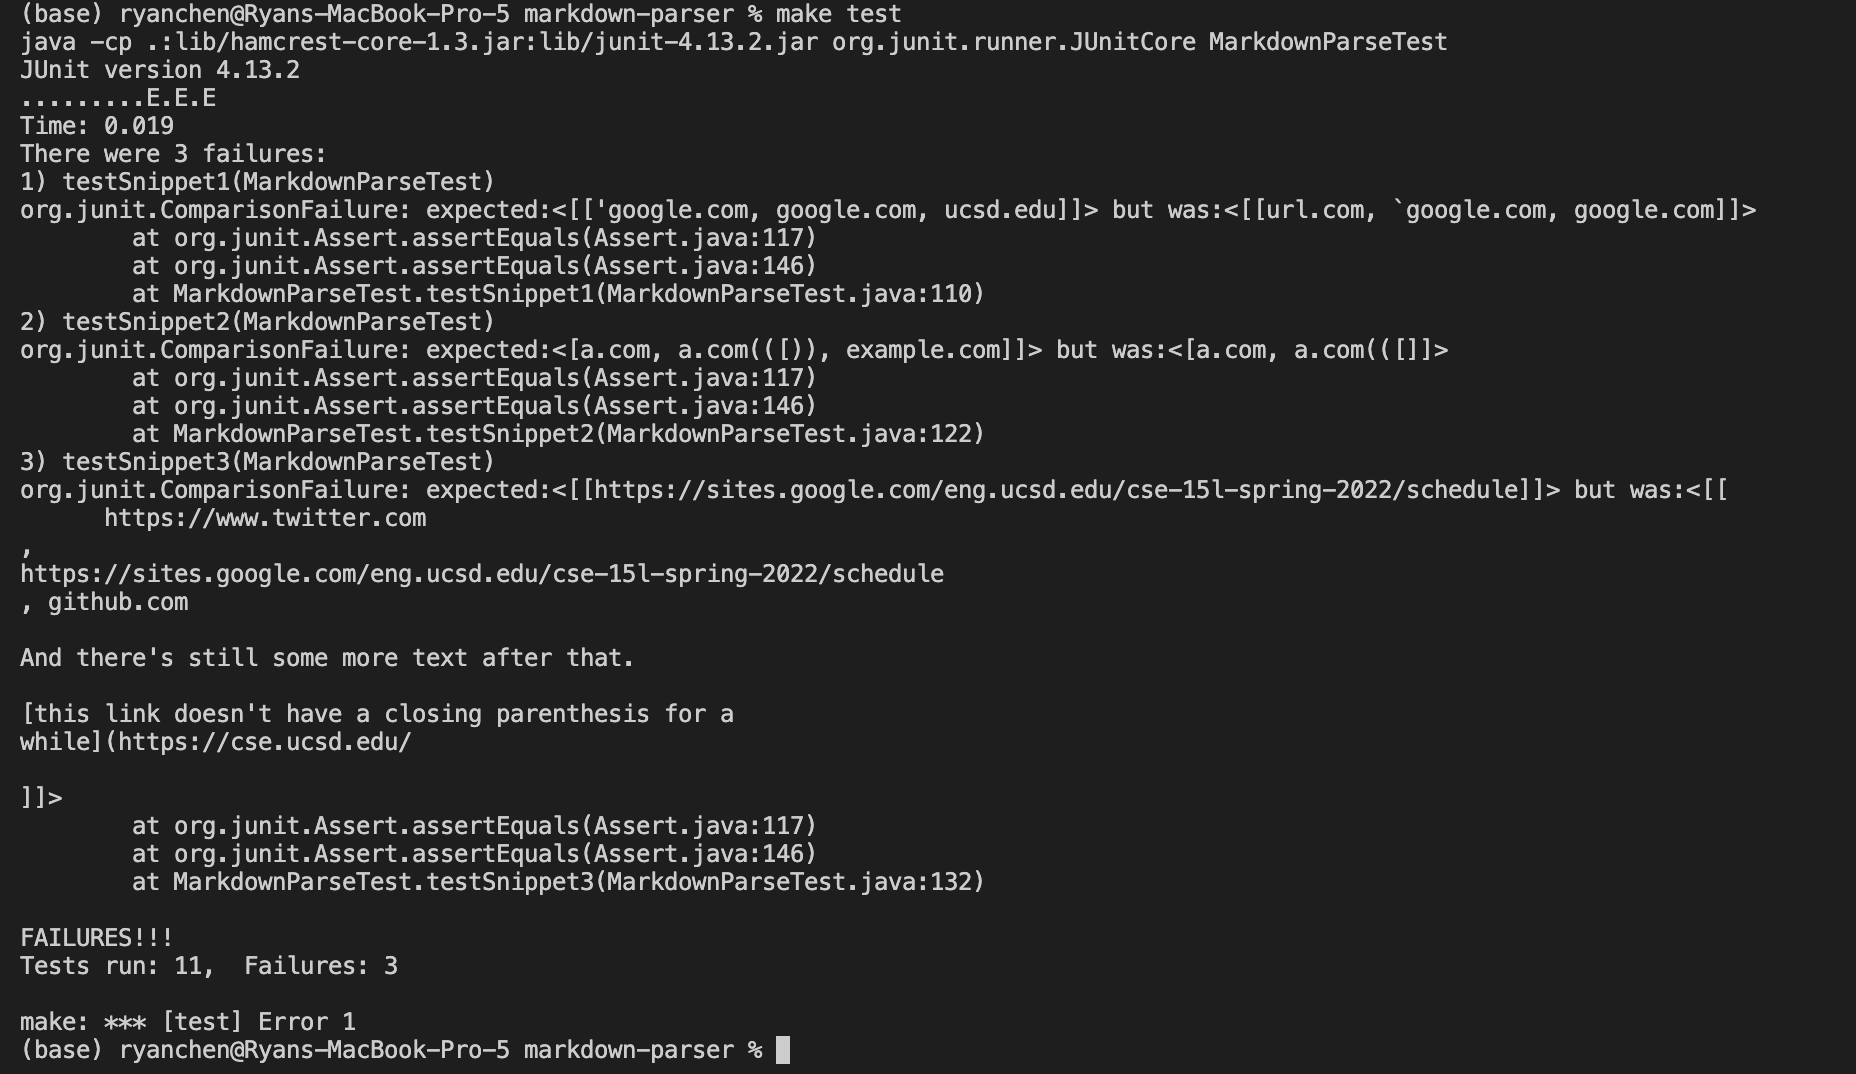 (base) ryanchen@Ryans-MacBook-Pro-5 markdown-parser % make test
java -cp .:lib/hamcrest-core-1.3.jar:lib/junit-4.13.2.jar org.junit.runner.JUnitCore MarkdownParseTest
JUnit version 4.13.2
.........E.E.E
Time: 0.019
There were 3 failures:
1) testSnippet1(MarkdownParseTest)
org.junit.ComparisonFailure: expected:<[['google.com, google.com, ucsd.edu]]> but was:<[[url.com, `google.com, google.com]]>
        at org.junit.Assert.assertEquals(Assert.java:117)
        at org.junit.Assert.assertEquals(Assert.java:146)
        at MarkdownParseTest.testSnippet1(MarkdownParseTest.java:110)
2) testSnippet2(MarkdownParseTest)
org.junit.ComparisonFailure: expected:<[a.com, a.com(([)), example.com]]> but was:<[a.com, a.com(([]]>
        at org.junit.Assert.assertEquals(Assert.java:117)
        at org.junit.Assert.assertEquals(Assert.java:146)
        at MarkdownParseTest.testSnippet2(MarkdownParseTest.java:122)
3) testSnippet3(MarkdownParseTest)
org.junit.ComparisonFailure: expected:<[[https://sites.google.com/eng.ucsd.edu/cse-15l-spring-2022/schedule]]> but was:<[[
      https://www.twitter.com
,
https://sites.google.com/eng.ucsd.edu/cse-15l-spring-2022/schedule
, github.com

And there's still some more text after that.

[this link doesn't have a closing parenthesis for a
while](https://cse.ucsd.edu/

]]>
        at org.junit.Assert.assertEquals(Assert.java:117)
        at org.junit.Assert.assertEquals(Assert.java:146)
        at MarkdownParseTest.testSnippet3(MarkdownParseTest.java:132)

FAILURES!!!
Tests run: 11,  Failures: 3

make: *** [test] Error 1
(base) ryanchen@Ryans-MacBook-Pro-5 markdown-parser %